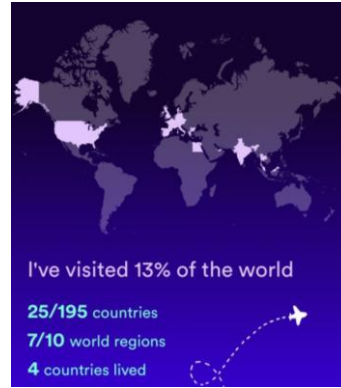 I've visited 13% of the world
25/195 countries
7/10 world regions
4 countries lived